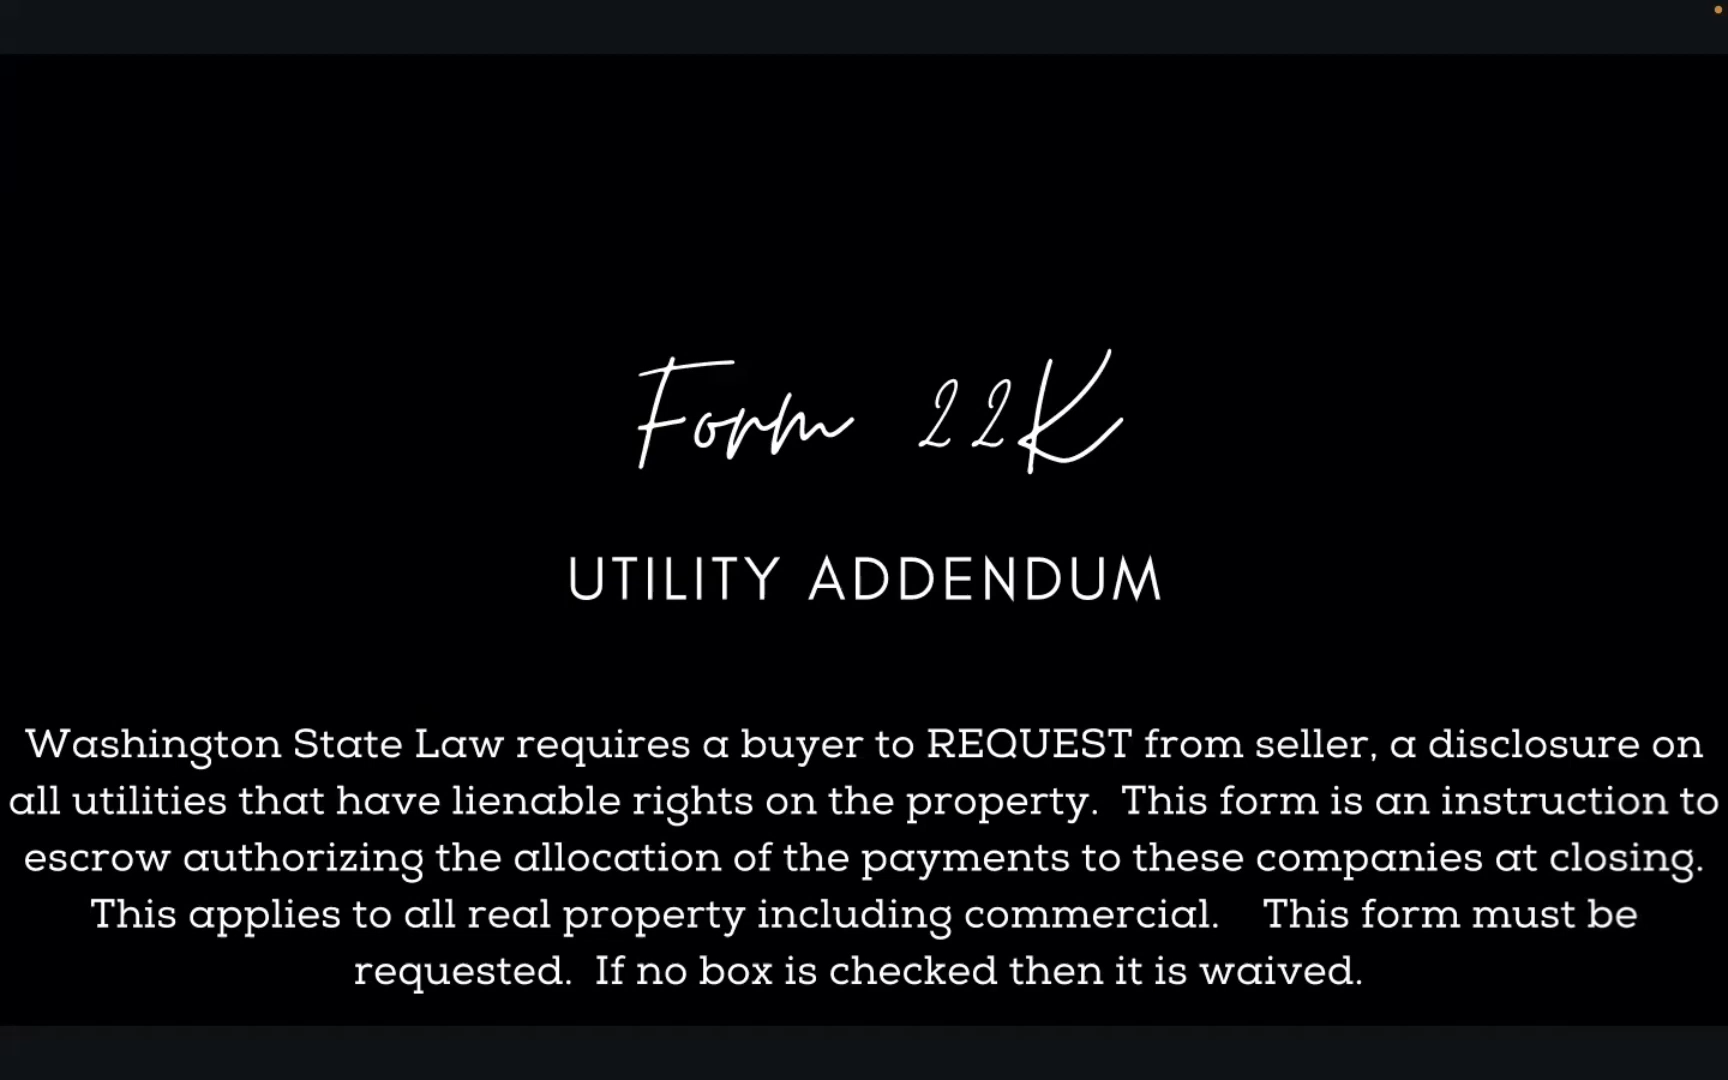 Form 22K
UTILITY ADDENDUM
Washington State Law requires a buyer to REQUEST from seller, a disclosure on
all utilities that have lienable rights on the property. This form is an instruction to
escrow authorizing the allocation of the payments to these companies at closing.
This applies to all real property including commercial. This form must be
requested. If no box is checked then it is waived.